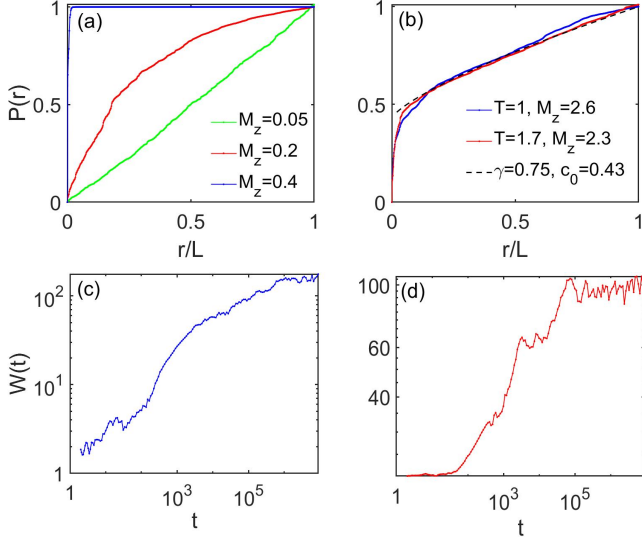 (a)
P(r)
1
0.5
0
M_z=0.05
M_z=0.2
M_z=0.4
0
0.5
1
r/L
(b)
1
0.5
0
T=1, M_z=2.6
T=1.7, M_z=2.3
γ=0.75, c_0=0.43
0
0.5
1
r/L
(c)
W(t)
10^2
10^1
1
1
10^3
10^5
t
(d)
100
60
40
1
10^3
10^5
t